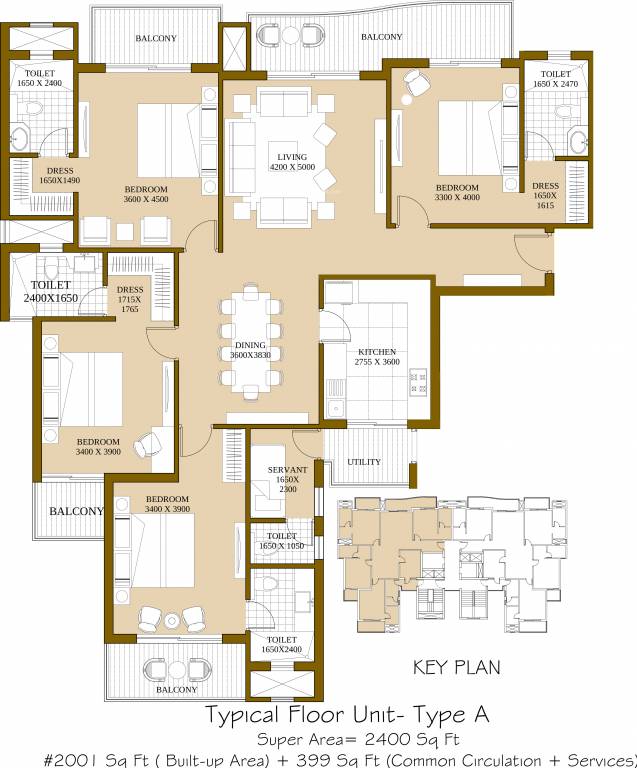 BALCONY
BALCONY
TOILET
1650 X 2400
TOILET
1650 X 2470
LIVING
4200 X 5000
DRESS
1650X1490
BEDROOM
3600 X 4500
BEDROOM
3300 X 4000
DRESS
1650X
1615
TOILET
2400X1650
DRESS
1715X
1765
DINING
3600X3830
KITCHEN
2755 X 3600
BEDROOM
3400 X 3900
UTILITY
SERVANT
1650X
2300
BEDROOM
3400 X 3900
BALCONY
TOILET
1650 X 1050
TOILET
1650X2400
BALCONY
KEY PLAN
Typical Floor Unit- Type A
Super Area= 2400 Sq Ft
#2001 Sq Ft ( Built-up Area) + 399 Sq Ft (Common Circulation + Services)